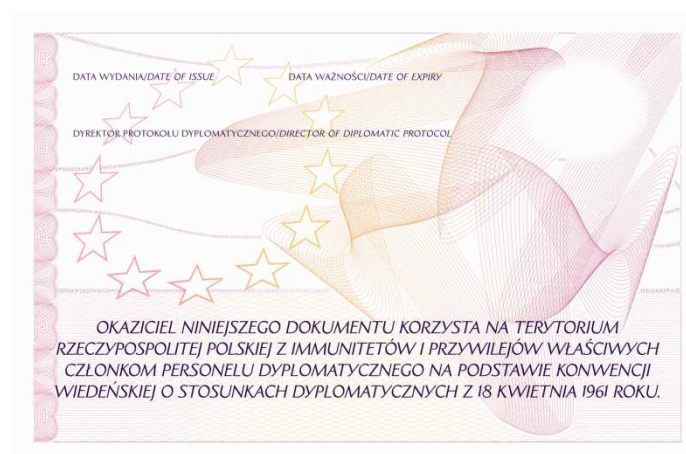 DATA WYDANIA/DATE OF ISSUE DATA WAŻNOŚCI/DATE OF EXPIRY
DYREKTOR PROTOKOŁU DYPLOMATYCZNEGO/DIRECTOR OF DIPLOMATIC PROTOCOL
OKAZICIEL NINIEJSZEGO DOKUMENTU KORZYSTA NA TERYTORIUM
RZECZYPOSPOLITEJ POLSKIEJ Z IMMUNITETÓW I PRZYWILEJÓW WŁAŚCIWYCH
CZŁONKOM PERSONELU DYPLOMATYCZNEGO NA PODSTAWIE KONWENCJI
WIEDEŃSKIEJ O STOSUNKACH DYPLOMATYCZNYCH Z 18 KWIETNIA 1961 ROKU.